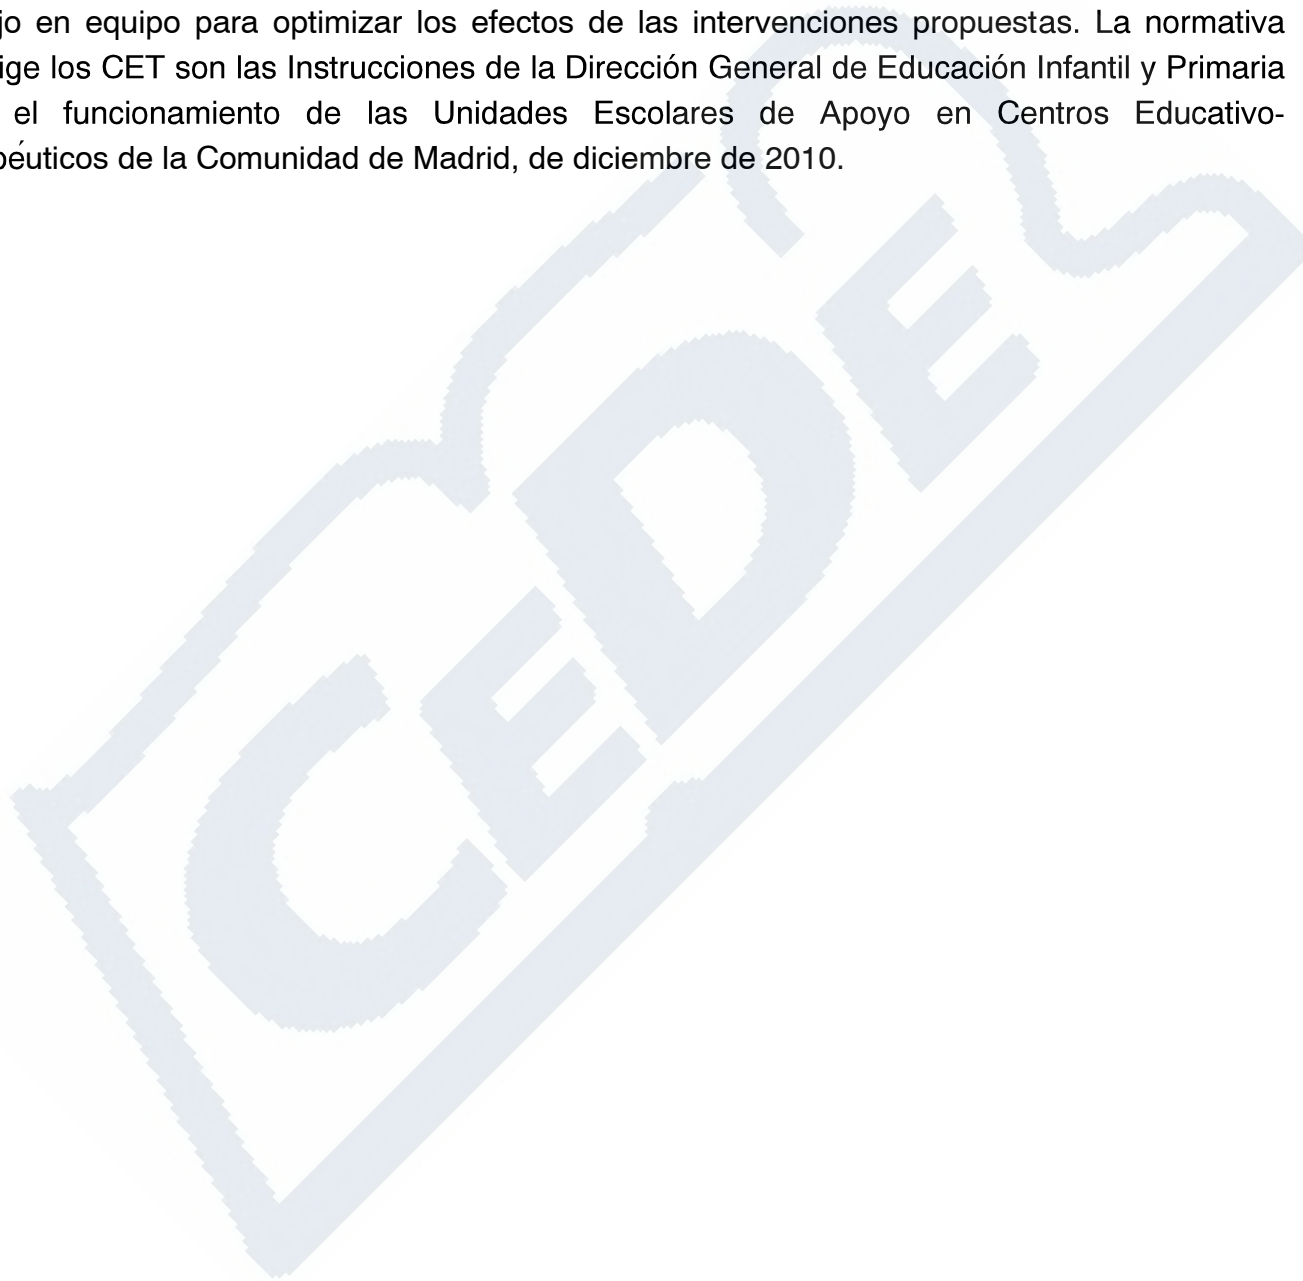 jo en equipo para optimizar los efectos de las intervenciones propuestas. La normativa
ige los CET son las Instrucciones de la Dirección General de Educación Infantil y Primaria
el funcionamiento de las Unidades Escolares de Apoyo en Centros Educativo-
péuticos de la Comunidad de Madrid, de diciembre de 2010.
CEDE